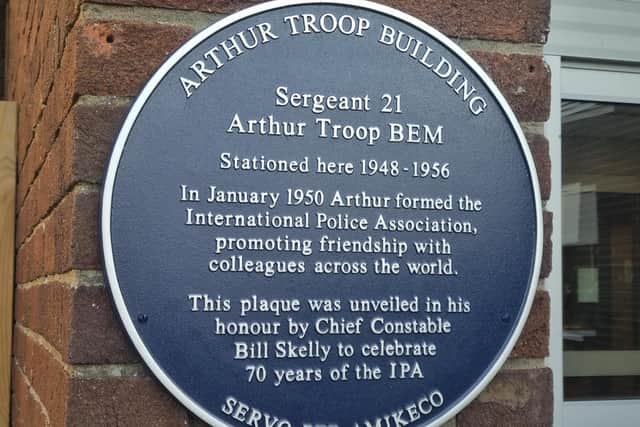 ARTHUR TROOP BUILDING
Sergeant 21
Arthur Troop BEM
Stationed here 1948-1956
In January 1950 Arthur formed the
International Police Association,
promoting friendship with
colleagues across the world.
This plaque was unveiled in his
honour by Chief Constable
Bill Skelly to celebrate
70 years of the IPA
SERVO